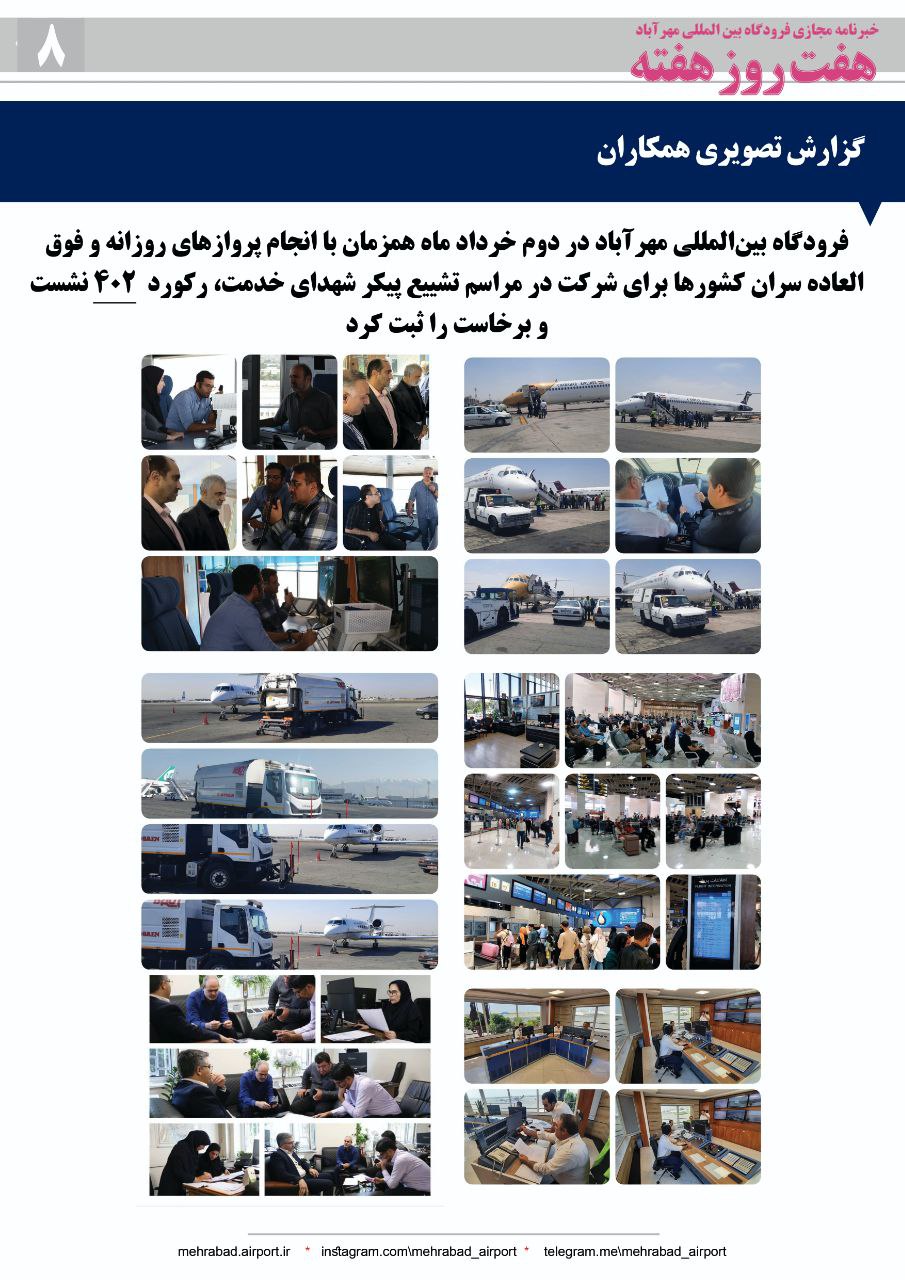 خبرنامه مجازی فرودگاه بین المللی مهرآباد
هفت روز هفته
۸
گزارش تصویری همکاران
فرودگاه بین‌المللی مهرآباد در دوم خرداد ماه همزمان با انجام پروازهای روزانه و فوق
العاده سران کشورها برای شرکت در مراسم تشییع پیکر شهدای خدمت، رکورد ۴۰۲ نشست
و برخاست را ثبت کرد
mehrabad.airport.ir * instagram.com\mehrabad_airport * telegram.me\mehrabad_airport